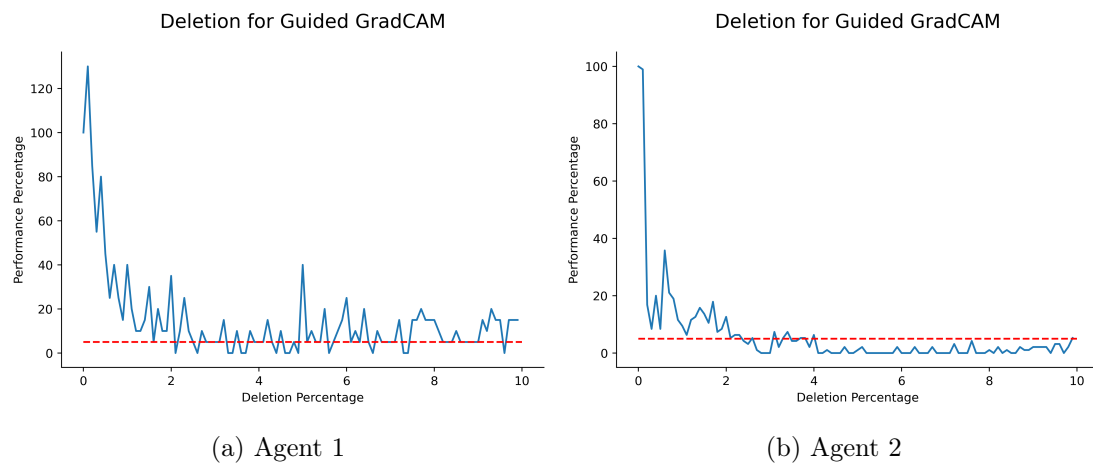 Deletion for Guided GradCAM
Performance Percentage
120
100
80
60
40
20
0
0 2 4 6 8 10
Deletion Percentage
(a) Agent 1
Deletion for Guided GradCAM
Performance Percentage
100
80
60
40
20
0
0 2 4 6 8 10
Deletion Percentage
(b) Agent 2